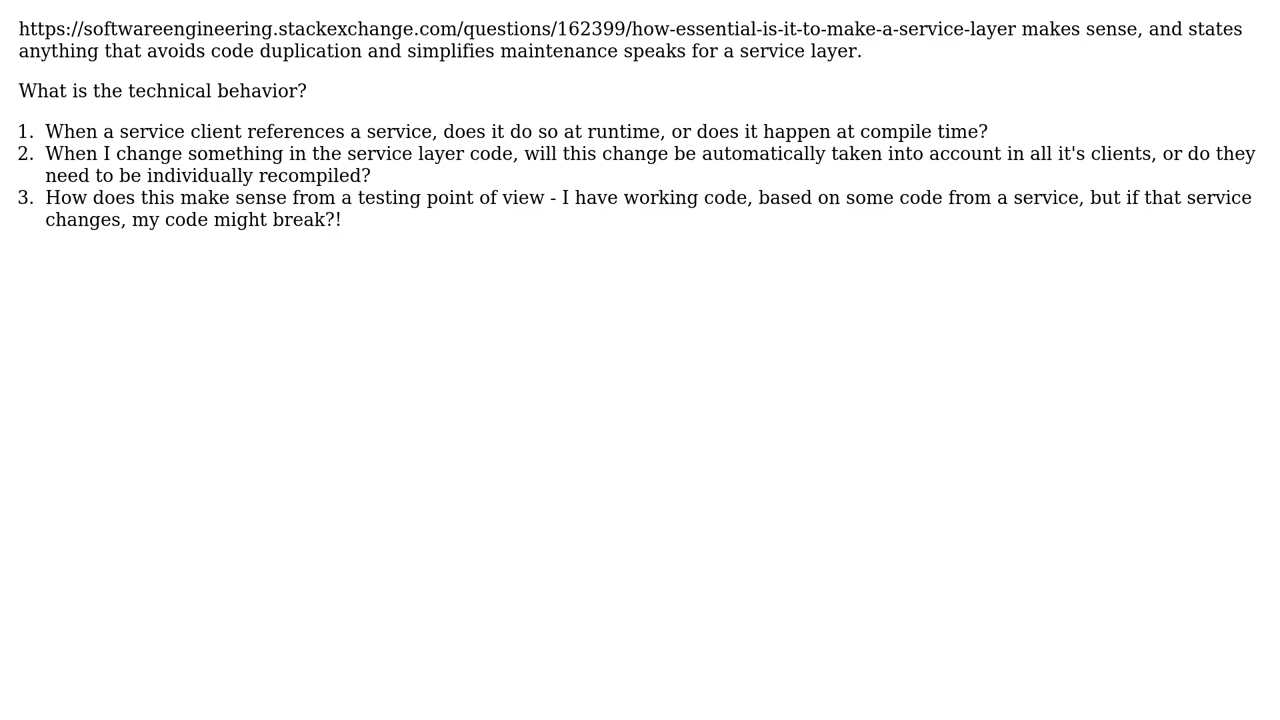 https://softwareengineering.stackexchange.com/questions/162399/how-essential-is-it-to-make-a-service-layer makes sense, and states
anything that avoids code duplication and simplifies maintenance speaks for a service layer.
What is the technical behavior?
1. When a service client references a service, does it do so at runtime, or does it happen at compile time?
2. When I change something in the service layer code, will this change be automatically taken into account in all it's clients, or do they
need to be individually recompiled?
3. How does this make sense from a testing point of view - I have working code, based on some code from a service, but if that service
changes, my code might break?!